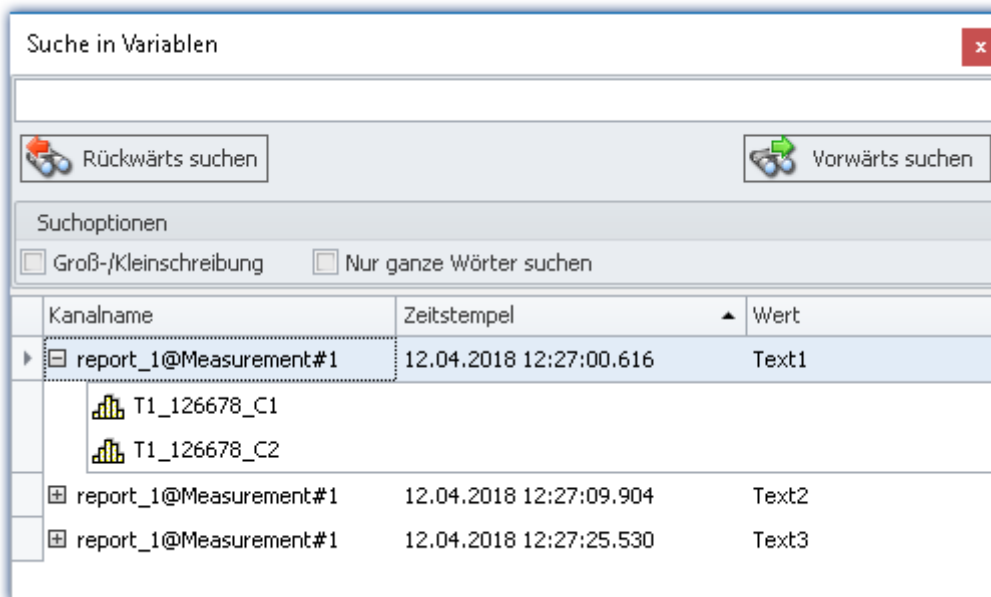 Suche in Variablen
x
Rückwärts suchen
Vorwärts suchen
Suchoptionen
Groß-/Kleinschreibung
Nur ganze Wörter suchen
Kanalname Zeitstempel Wert
report_1@Measurement#1 12.04.2018 12:27:00.616 Text1
T1_126678_C1
T1_126678_C2
report_1@Measurement#1 12.04.2018 12:27:09.904 Text2
report_1@Measurement#1 12.04.2018 12:27:25.530 Text3